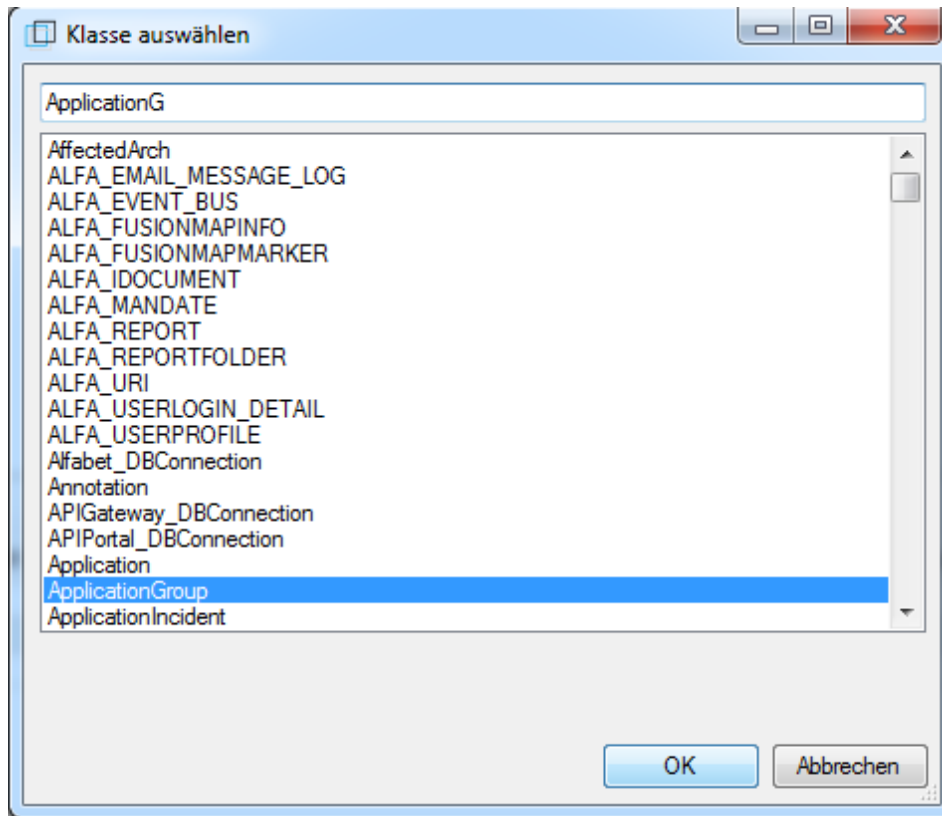 Klasse auswählen
ApplicationG
AffectedArch
ALFA_EMAIL_MESSAGE_LOG
ALFA_EVENT_BUS
ALFA_FUSIONMAPINFO
ALFA_FUSIONMAPMARKER
ALFA_IDOCUMENT
ALFA_MANDATE
ALFA_REPORT
ALFA_REPORTFOLDER
ALFA_URI
ALFA_USERLOGIN_DETAIL
ALFA_USERPROFILE
Alfabet_DBConnection
Annotation
APIGateway_DBConnection
APIPortal_DBConnection
Application
ApplicationGroup
ApplicationIncident
OK Abbrechen